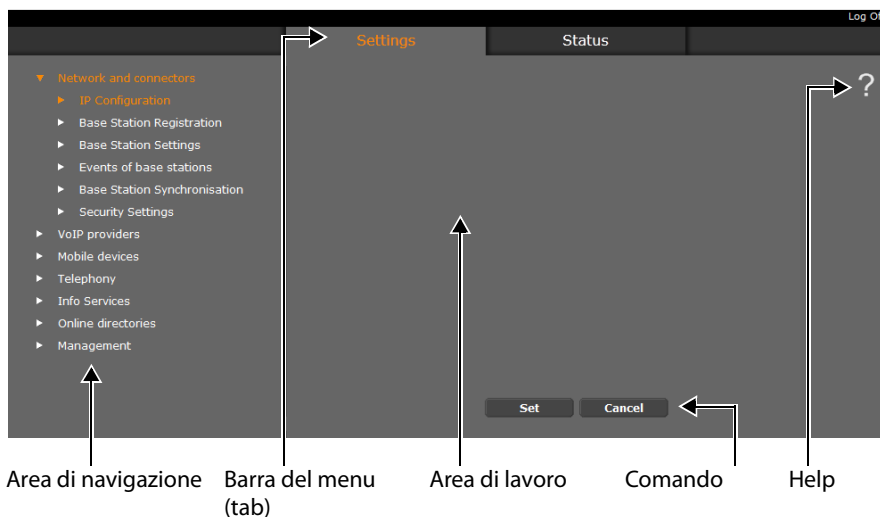 Log Of
Settings
Status
Network and connectors
IP Configuration
?
Base Station Registration
Base Station Settings
Events of base stations
Base Station Synchronisation
Security Settings
VoIP providers
Mobile devices
Telephony
Info Services
Online directories
Management
Set
Cancel
Area di navigazione
Barra del menu
(tab)
Area di lavoro
Comando
Help